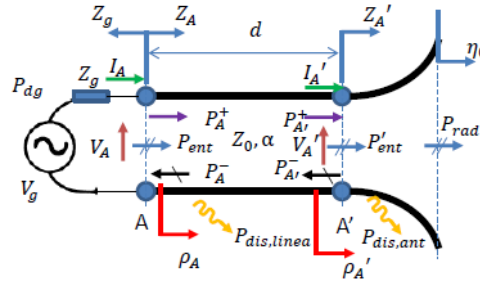 Z_g Z_A d Z_A′
I_A I_A′ η
P_dg Z_g
P_A^+ P_A′^+ P_rad
V_A P_ent Z_0, α V_A′ P′_ent
V_g P_A^- P_A′^-
A A′
P_dis,linea P_dis,ant
ρ_A ρ_A′